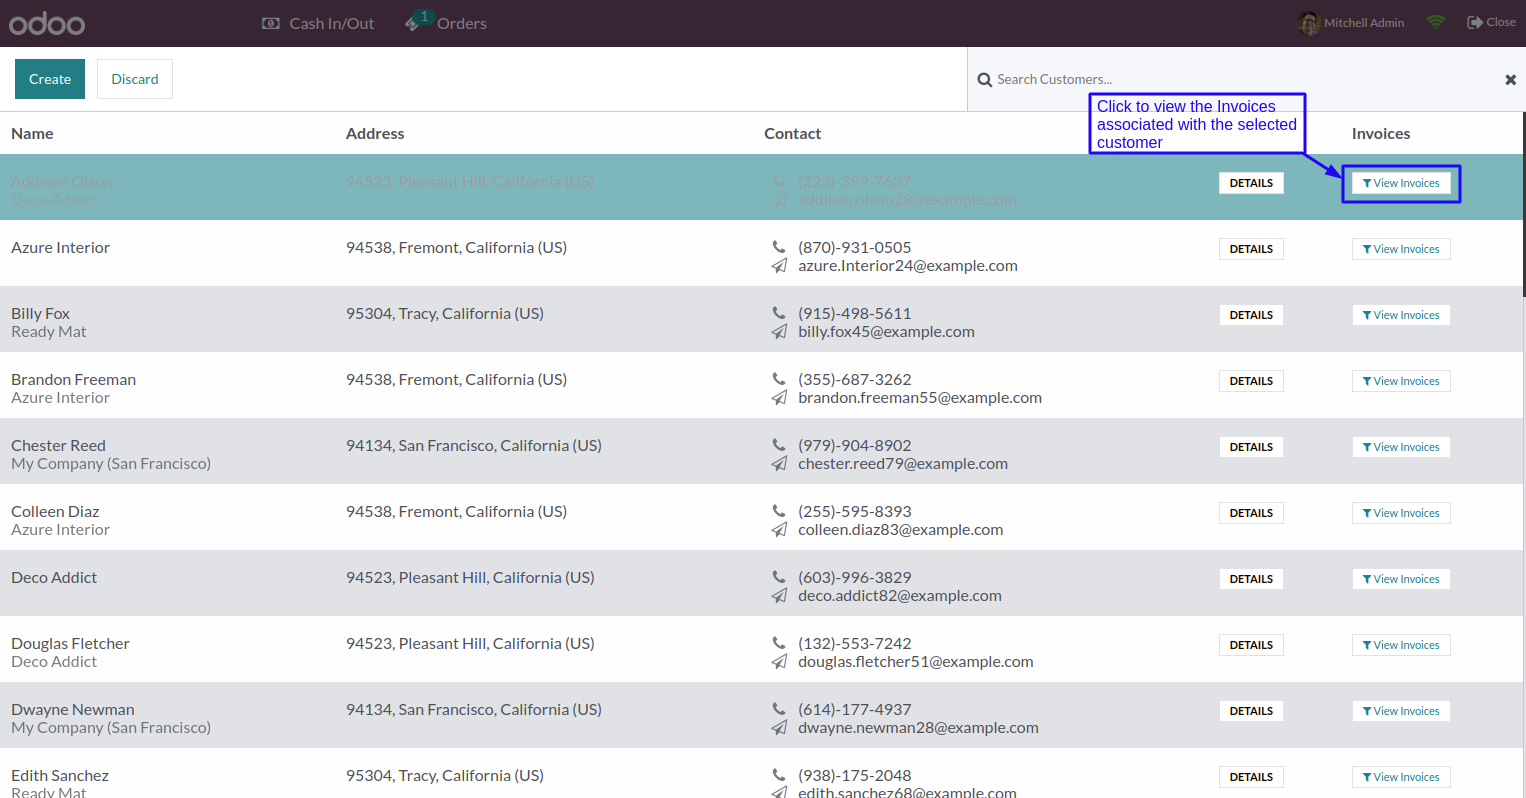 odoo Cash In/Out 1 Orders Mitchell Admin Close
Create Discard Search Customers...
Click to view the Invoices
associated with the selected
customer
Name Address Contact Invoices
Addison Olson 94523, Pleasant Hill, California (US) (223)-399-7637 DETAILS View Invoices
Deco Addict addison.olson28@example.com
Azure Interior 94538, Fremont, California (US) (870)-931-0505 DETAILS View Invoices
azure.Interior24@example.com
Billy Fox 95304, Tracy, California (US) (915)-498-5611 DETAILS View Invoices
Ready Mat billy.fox45@example.com
Brandon Freeman 94538, Fremont, California (US) (355)-687-3262 DETAILS View Invoices
Azure Interior brandon.freeman55@example.com
Chester Reed 94134, San Francisco, California (US) (979)-904-8902 DETAILS View Invoices
My Company (San Francisco) chester.reed79@example.com
Colleen Diaz 94538, Fremont, California (US) (255)-595-8393 DETAILS View Invoices
Azure Interior colleen.diaz83@example.com
Deco Addict 94523, Pleasant Hill, California (US) (603)-996-3829 DETAILS View Invoices
deco.addict82@example.com
Douglas Fletcher 94523, Pleasant Hill, California (US) (132)-553-7242 DETAILS View Invoices
Deco Addict douglas.fletcher51@example.com
Dwayne Newman 94134, San Francisco, California (US) (614)-177-4937 DETAILS View Invoices
My Company (San Francisco) dwayne.newman28@example.com
Edith Sanchez 95304, Tracy, California (US) (938)-175-2048 DETAILS View Invoices
Ready Mat edith.sanchez68@example.com